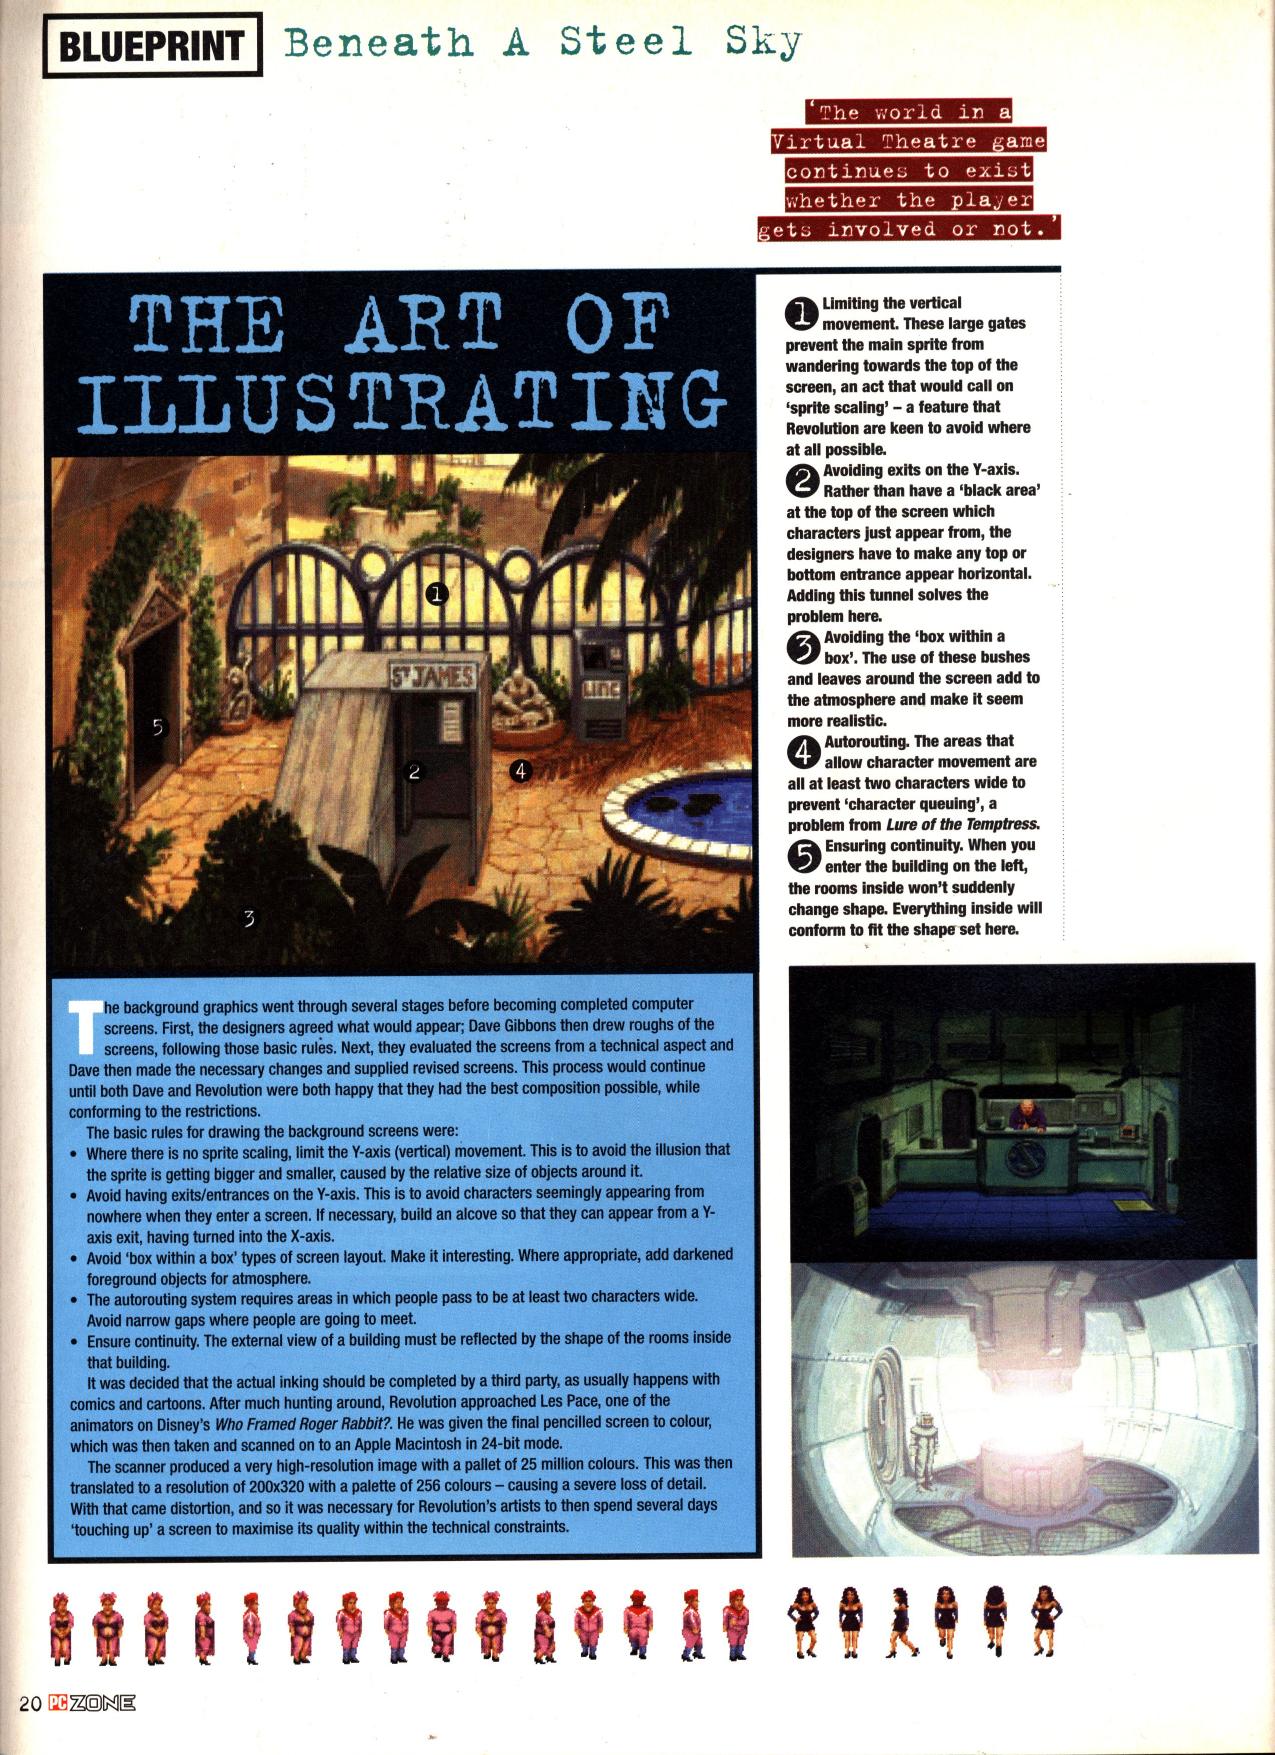 BLUEPRINT Beneath A Steel Sky
‘The world in a
Virtual Theatre game
continues to exist
whether the player
gets involved or not.’
THE ART OF
ILLUSTRATING
1
ST JAMES
LINC
5
2
4
3
1 Limiting the vertical
movement. These large gates
prevent the main sprite from
wandering towards the top of the
screen, an act that would call on
‘sprite scaling’ – a feature that
Revolution are keen to avoid where
at all possible.
2 Avoiding exits on the Y-axis.
Rather than have a ‘black area’
at the top of the screen which
characters just appear from, the
designers have to make any top or
bottom entrance appear horizontal.
Adding this tunnel solves the
problem here.
3 Avoiding the ‘box within a
box’. The use of these bushes
and leaves around the screen add to
the atmosphere and make it seem
more realistic.
4 Autorouting. The areas that
allow character movement are
all at least two characters wide to
prevent ‘character queuing’, a
problem from Lure of the Temptress.
5 Ensuring continuity. When you
enter the building on the left,
the rooms inside won’t suddenly
change shape. Everything inside will
conform to fit the shape set here.
The background graphics went through several stages before becoming completed computer
screens. First, the designers agreed what would appear; Dave Gibbons then drew roughs of the
screens, following those basic rules. Next, they evaluated the screens from a technical aspect and
Dave then made the necessary changes and supplied revised screens. This process would continue
until both Dave and Revolution were both happy that they had the best composition possible, while
conforming to the restrictions.
The basic rules for drawing the background screens were:
• Where there is no sprite scaling, limit the Y-axis (vertical) movement. This is to avoid the illusion that
the sprite is getting bigger and smaller, caused by the relative size of objects around it.
• Avoid having exits/entrances on the Y-axis. This is to avoid characters seemingly appearing from
nowhere when they enter a screen. If necessary, build an alcove so that they can appear from a Y-
axis exit, having turned into the X-axis.
• Avoid ‘box within a box’ types of screen layout. Make it interesting. Where appropriate, add darkened
foreground objects for atmosphere.
• The autorouting system requires areas in which people pass to be at least two characters wide.
Avoid narrow gaps where people are going to meet.
• Ensure continuity. The external view of a building must be reflected by the shape of the rooms inside
that building.
It was decided that the actual inking should be completed by a third party, as usually happens with
comics and cartoons. After much hunting around, Revolution approached Les Pace, one of the
animators on Disney’s Who Framed Roger Rabbit?. He was given the final pencilled screen to colour,
which was then taken and scanned on to an Apple Macintosh in 24-bit mode.
The scanner produced a very high-resolution image with a pallet of 25 million colours. This was then
translated to a resolution of 200x320 with a palette of 256 colours – causing a severe loss of detail.
With that came distortion, and so it was necessary for Revolution’s artists to then spend several days
‘touching up’ a screen to maximise its quality within the technical constraints.
20 PC ZONE